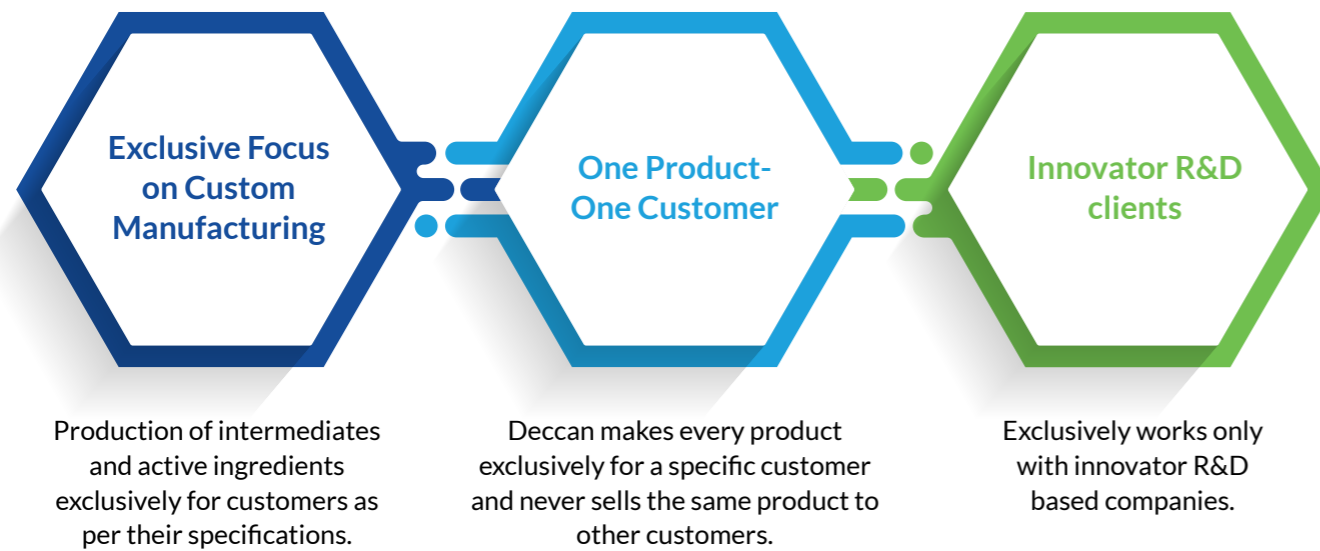 Exclusive Focus
on Custom
Manufacturing
Production of intermediates
and active ingredients
exclusively for customers as
per their specifications.
One Product-
One Customer
Deccan makes every product
exclusively for a specific customer
and never sells the same product to
other customers.
Innovator R&D
clients
Exclusively works only
with innovator R&D
based companies.